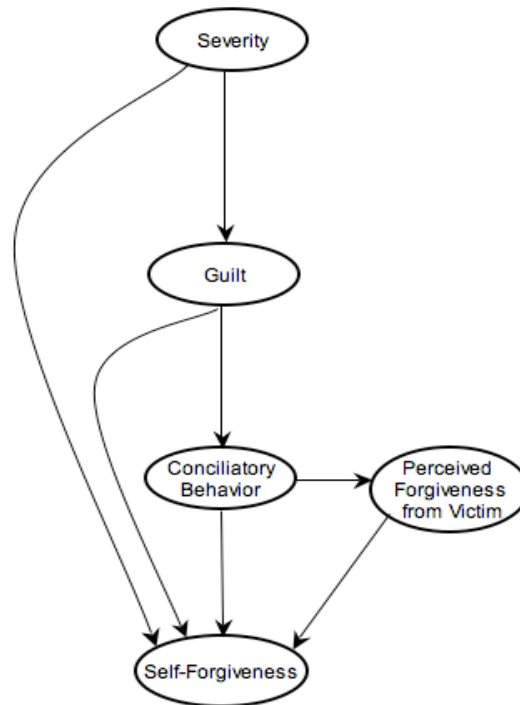 Severity
Guilt
Conciliatory
Behavior
Perceived
Forgiveness
from Victim
Self-Forgiveness